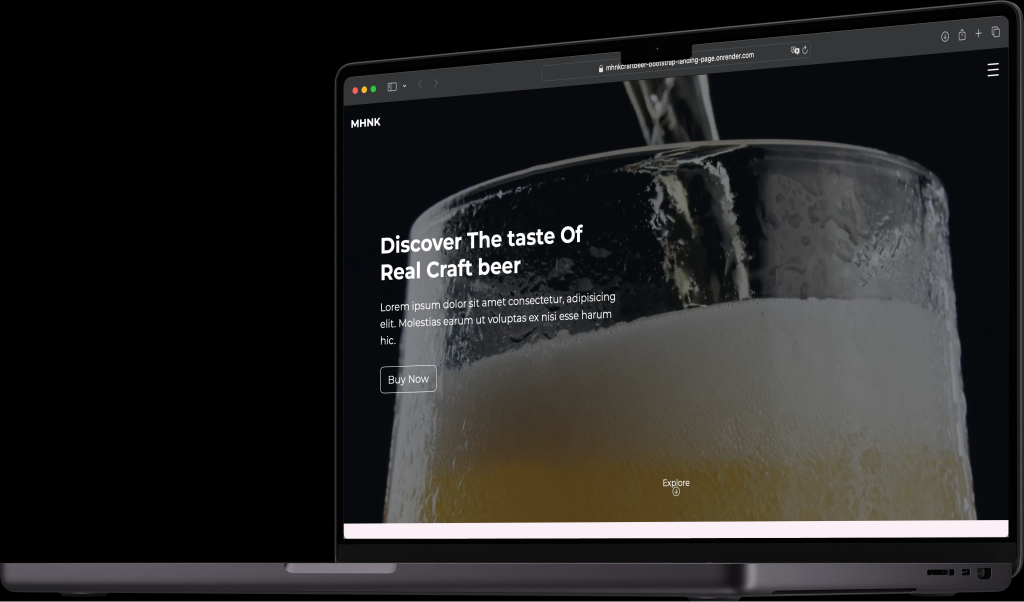 mhnkcraftbeer-bootstrap-landing-page.onrender.com
MHNK
Discover The taste Of
Real Craft beer
Lorem ipsum dolor sit amet consectetur, adipisicing
elit. Molestias earum ut voluptas ex nisi esse harum
hic.
Buy Now
Explore